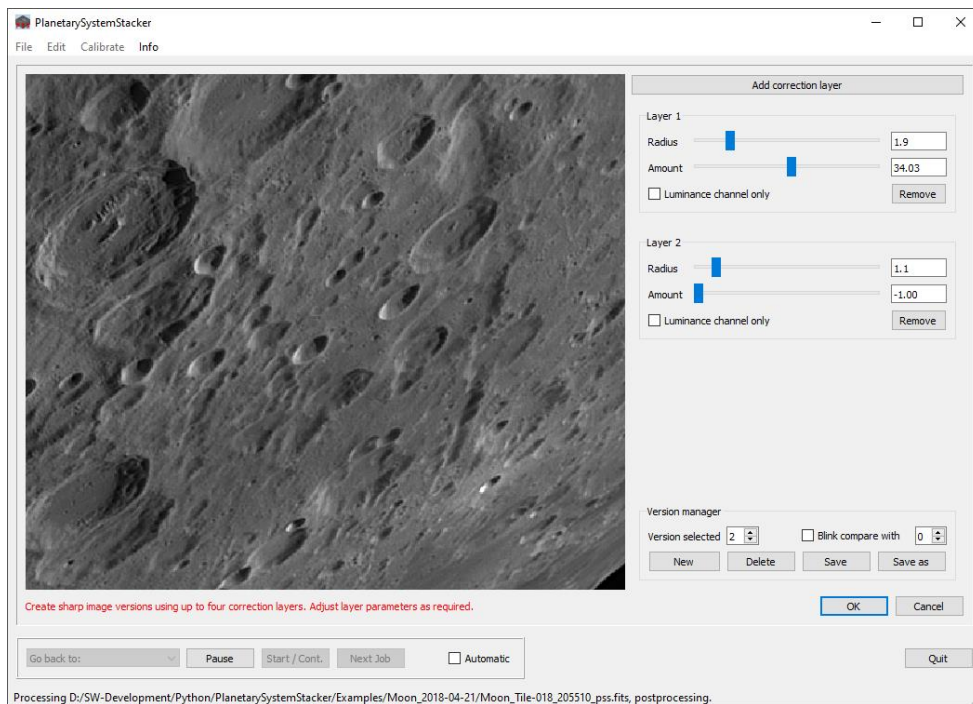 PlanetarySystemStacker
File Edit Calibrate Info
Add correction layer
Layer 1
Radius 1.9
Amount 34.03
Luminance channel only Remove
Layer 2
Radius 1.1
Amount -1.00
Luminance channel only Remove
Version manager
Version selected 2 Blink compare with 0
New Delete Save Save as
Create sharp image versions using up to four correction layers. Adjust layer parameters as required.
OK Cancel
Go back to: Pause Start / Cont. Next Job Automatic Quit
Processing D:/SW-Development/Python/PlanetarySystemStacker/Examples/Moon_2018-04-21/Moon_Tile-018_205510_pss.fits, postprocessing.